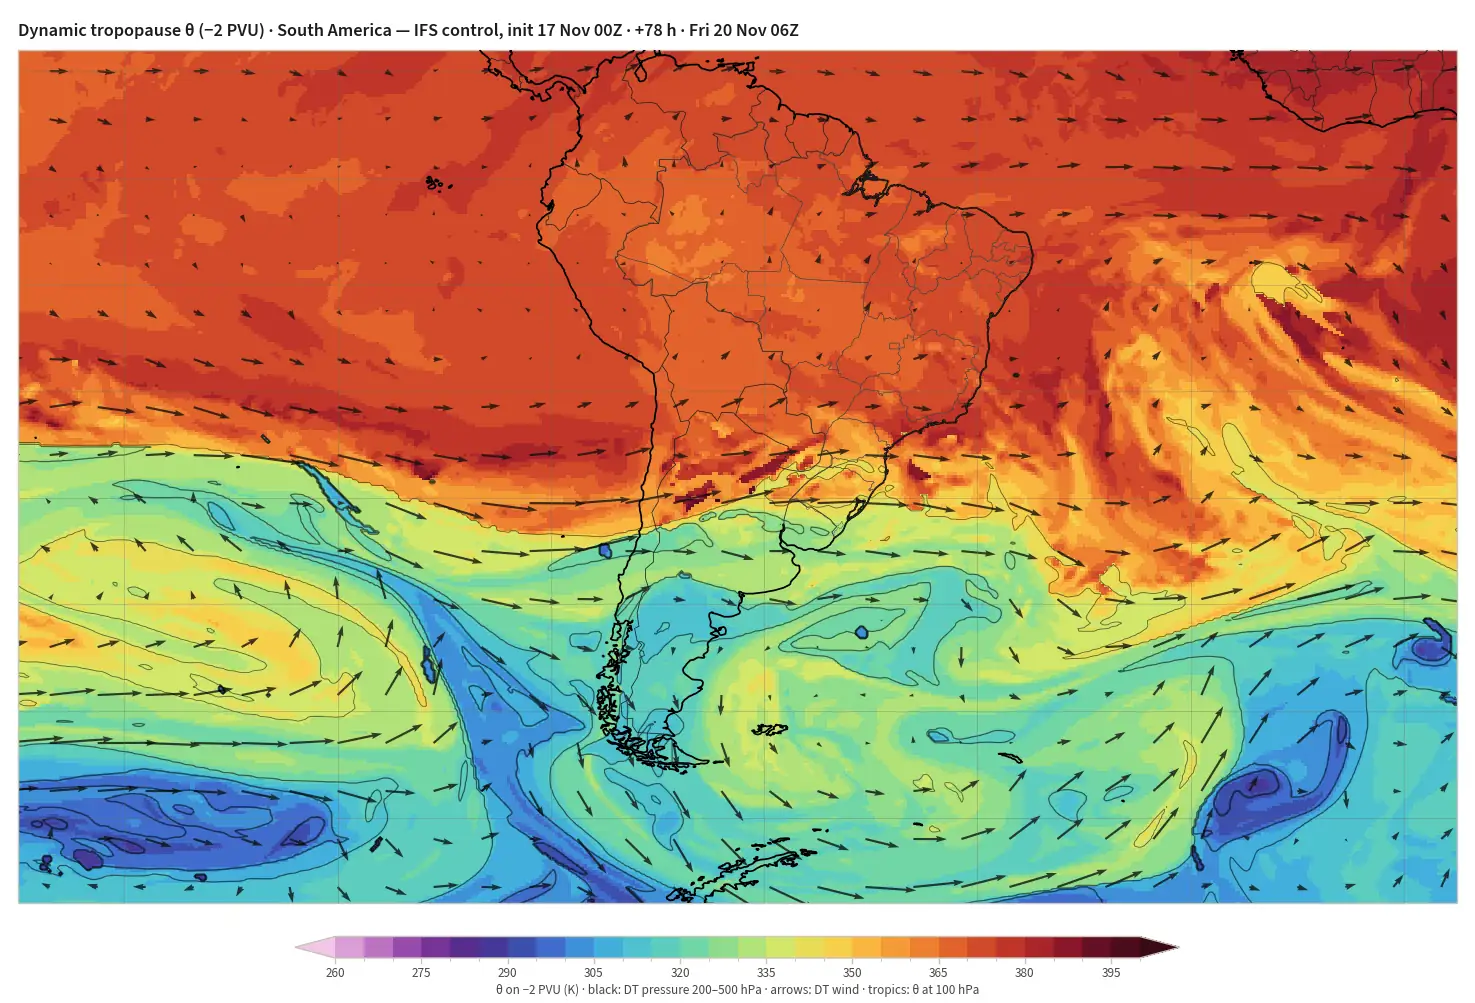 Dynamic tropopause θ (−2 PVU) · South America — IFS control, init 17 Nov 00Z · +78 h · Fri 20 Nov 06Z
260 275 290 305 320 335 350 365 380 395
θ on −2 PVU (K) · black: DT pressure 200–500 hPa · arrows: DT wind · tropics: θ at 100 hPa